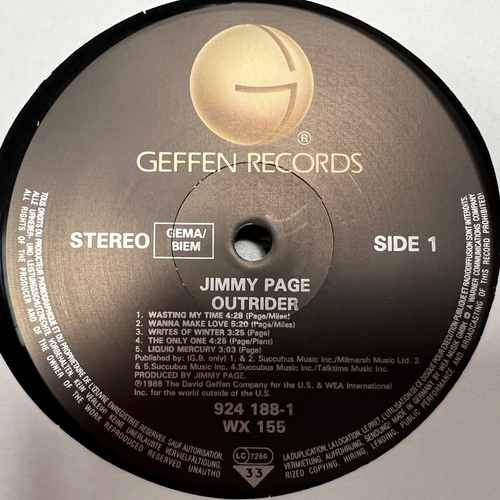 G
®
GEFFEN RECORDS
STEREO
GEMA/
BIEM
SIDE 1
JIMMY PAGE
OUTRIDER
1. WASTING MY TIME 4:28 (Page/Miles)
2. WANNA MAKE LOVE 5:20 (Page/Miles)
3. WRITES OF WINTER 3:25 (Page)
4. THE ONLY ONE 4:28 (Page/Plant)
5. LIQUID MERCURY 3:03 (Page)
Published by: (G.B. only) 1., 2. Succubus Music Inc./Milmarsh Music Ltd. 3.
& 5.Succubus Music Inc. 4.Succubus Music Inc./Talktime Music Inc.
PRODUCED BY JIMMY PAGE.
℗1988 The David Geffen Company for the U.S. & WEA International
Inc. for the world outside of the U.S.
924 188-1
WX 155
LC 7266
33
ALL RIGHTS OF THE PRODUCER AND OF THE OWNER OF THE WORK REPRODUCED RESERVED. UNAUTHORIZED COPYING, HIRING, LENDING, PUBLIC PERFORMANCE AND BROADCASTING OF THIS RECORD PROHIBITED!